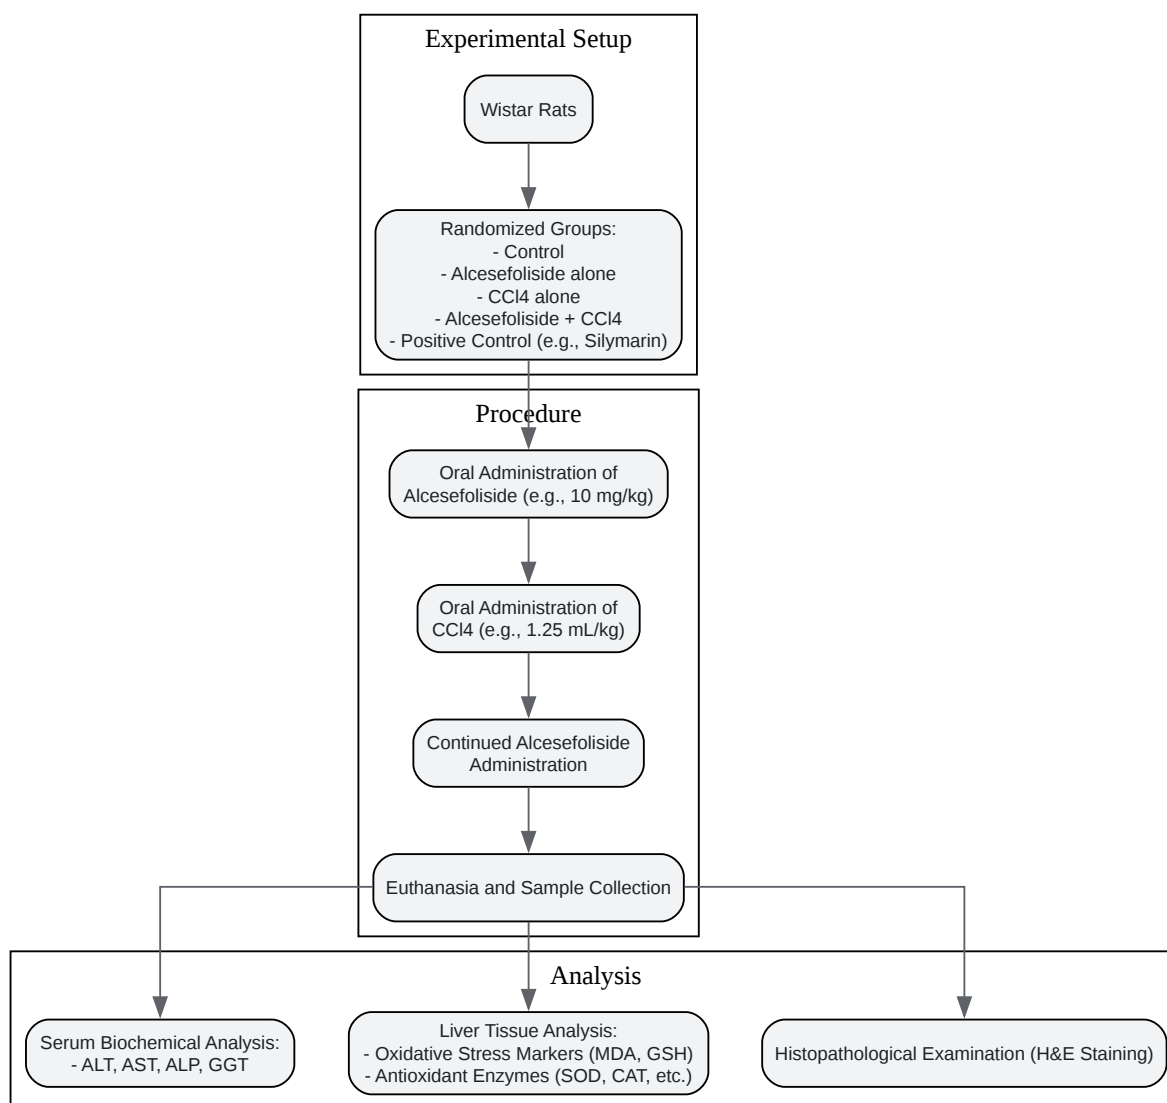 Experimental Setup
Wistar Rats
Randomized Groups:
- Control
- Alcesefoliside alone
- CCl4 alone
- Alcesefoliside + CCl4
- Positive Control (e.g., Silymarin)
Procedure
Oral Administration of
Alcesefoliside (e.g., 10 mg/kg)
Oral Administration of
CCl4 (e.g., 1.25 mL/kg)
Continued Alcesefoliside
Administration
Euthanasia and Sample Collection
Analysis
Serum Biochemical Analysis:
- ALT, AST, ALP, GGT
Liver Tissue Analysis:
- Oxidative Stress Markers (MDA, GSH)
- Antioxidant Enzymes (SOD, CAT, etc.)
Histopathological Examination (H&E Staining)